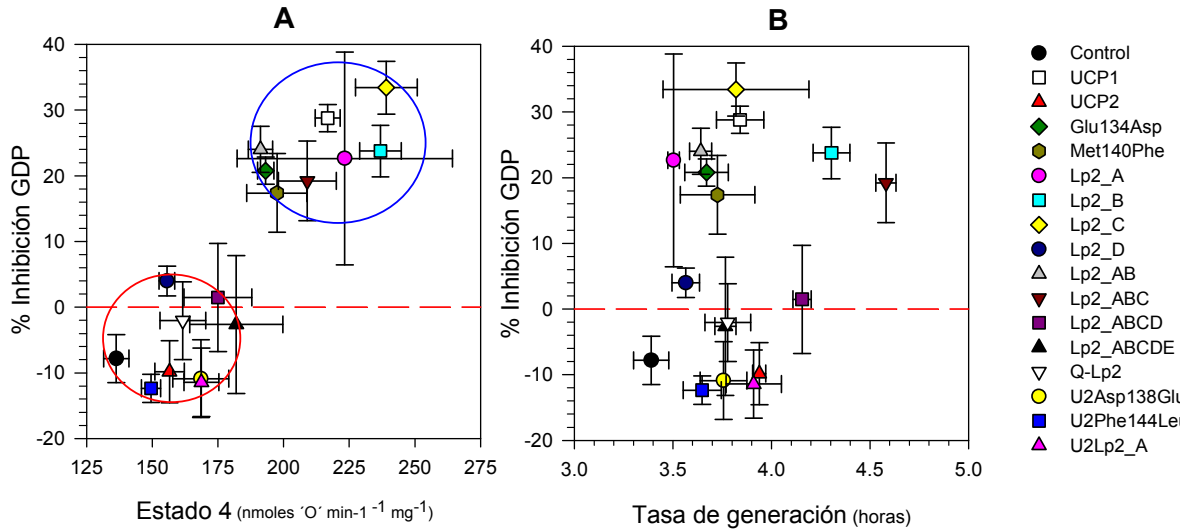 A
B
% Inhibición GDP
40
30
20
10
0
-10
-20
125
150
175
200
225
250
275
Estado 4 (nmoles ´O´ min-1 -1 mg-1)
% Inhibición GDP
40
30
20
10
0
-10
-20
3.0
3.5
4.0
4.5
5.0
Tasa de generación (horas)
Control
UCP1
UCP2
Glu134Asp
Met140Phe
Lp2_A
Lp2_B
Lp2_C
Lp2_D
Lp2_AB
Lp2_ABC
Lp2_ABCD
Lp2_ABCDE
Q-Lp2
U2Asp138Glu
U2Phe144Leu
U2Lp2_A